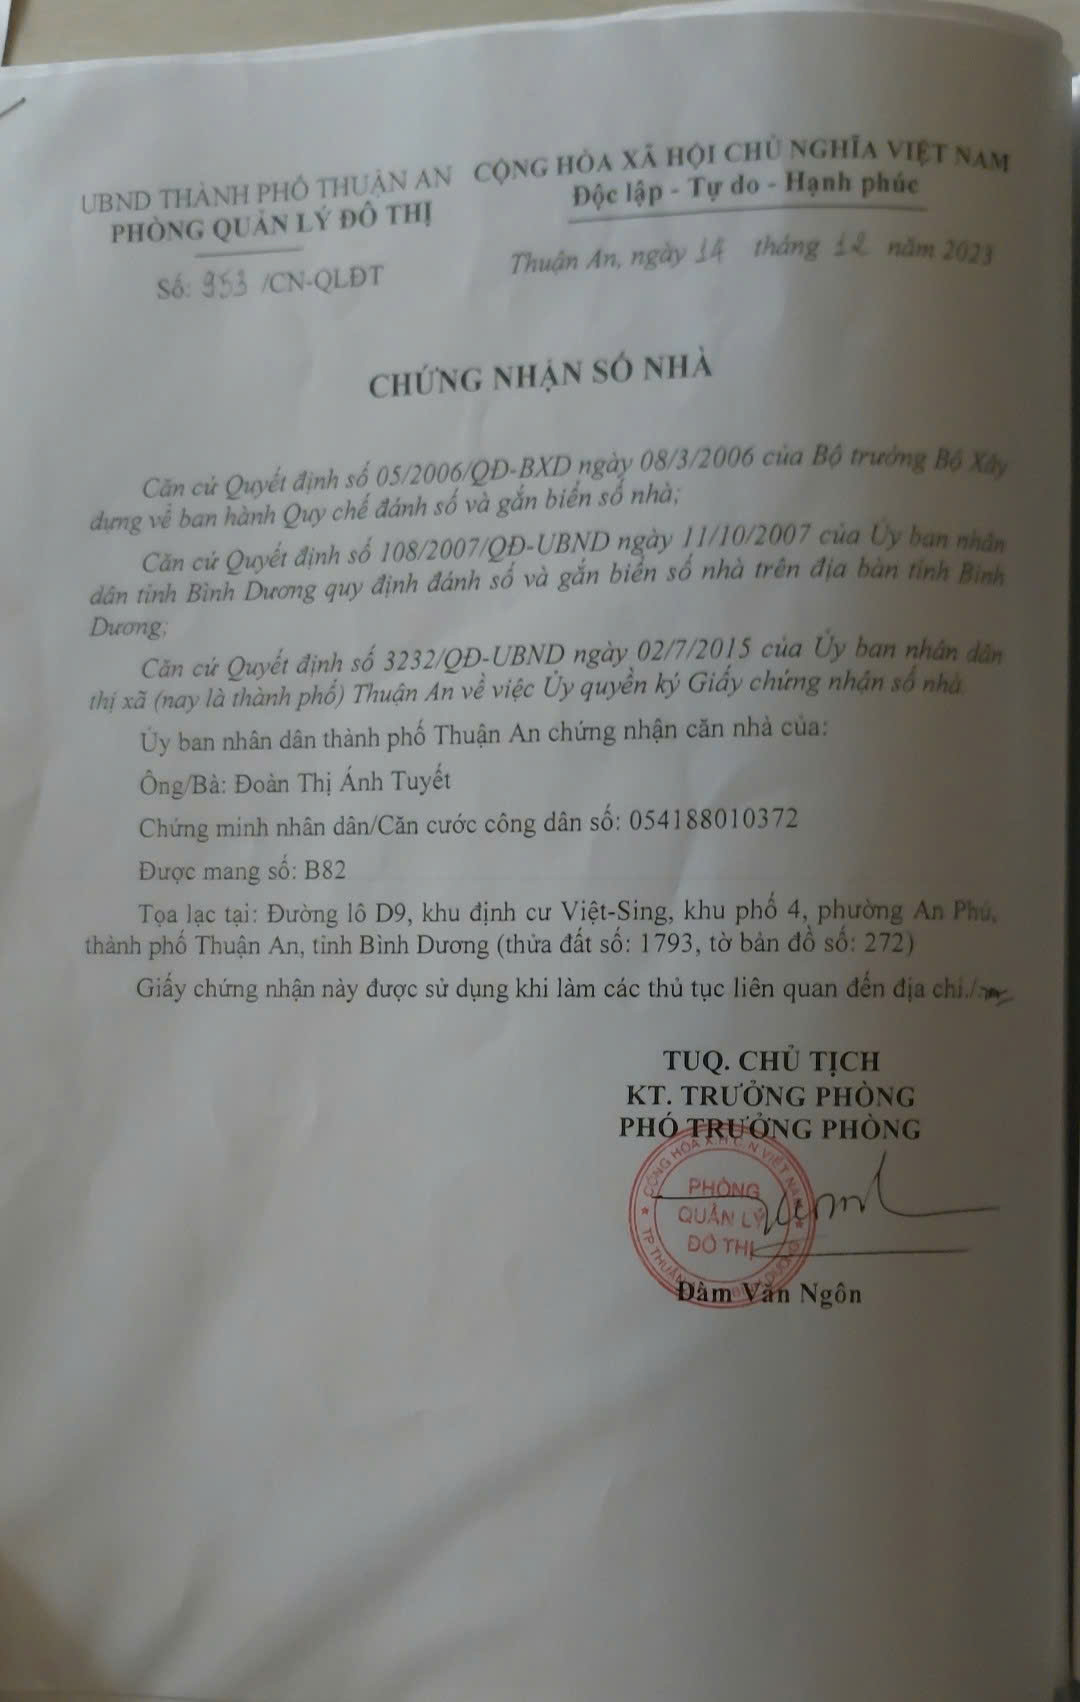 UBND THÀNH PHỐ THUẬN AN
PHÒNG QUẢN LÝ ĐÔ THỊ
Số: 953 /CN-QLĐT
CỘNG HÒA XÃ HỘI CHỦ NGHĨA VIỆT NAM
Độc lập - Tự do - Hạnh phúc
Thuận An, ngày 14 tháng 12 năm 2023
CHỨNG NHẬN SỐ NHÀ
Căn cứ Quyết định số 05/2006/QĐ-BXD ngày 08/3/2006 của Bộ trưởng Bộ Xây
dựng về ban hành Quy chế đánh số và gắn biển số nhà;
Căn cứ Quyết định số 108/2007/QĐ-UBND ngày 11/10/2007 của Ủy ban nhân
dân tỉnh Bình Dương quy định đánh số và gắn biển số nhà trên địa bàn tỉnh Bình
Dương;
Căn cứ Quyết định số 3232/QĐ-UBND ngày 02/7/2015 của Ủy ban nhân dân
thị xã (nay là thành phố) Thuận An về việc Ủy quyền ký Giấy chứng nhận số nhà.
Ủy ban nhân dân thành phố Thuận An chứng nhận căn nhà của:
Ông/Bà: Đoàn Thị Ánh Tuyết
Chứng minh nhân dân/Căn cước công dân số: 054188010372
Được mang số: B82
Tọa lạc tại: Đường lô D9, khu định cư Việt-Sing, khu phố 4, phường An Phú,
thành phố Thuận An, tỉnh Bình Dương (thửa đất số: 1793, tờ bản đồ số: 272)
Giấy chứng nhận này được sử dụng khi làm các thủ tục liên quan đến địa chỉ./.
TUQ. CHỦ TỊCH
KT. TRƯỞNG PHÒNG
PHÓ TRƯỞNG PHÒNG
CỘNG HÒA X.H.C.N VIỆT NAM
PHÒNG
QUẢN LÝ
ĐÔ THỊ
Đàm Văn Ngôn